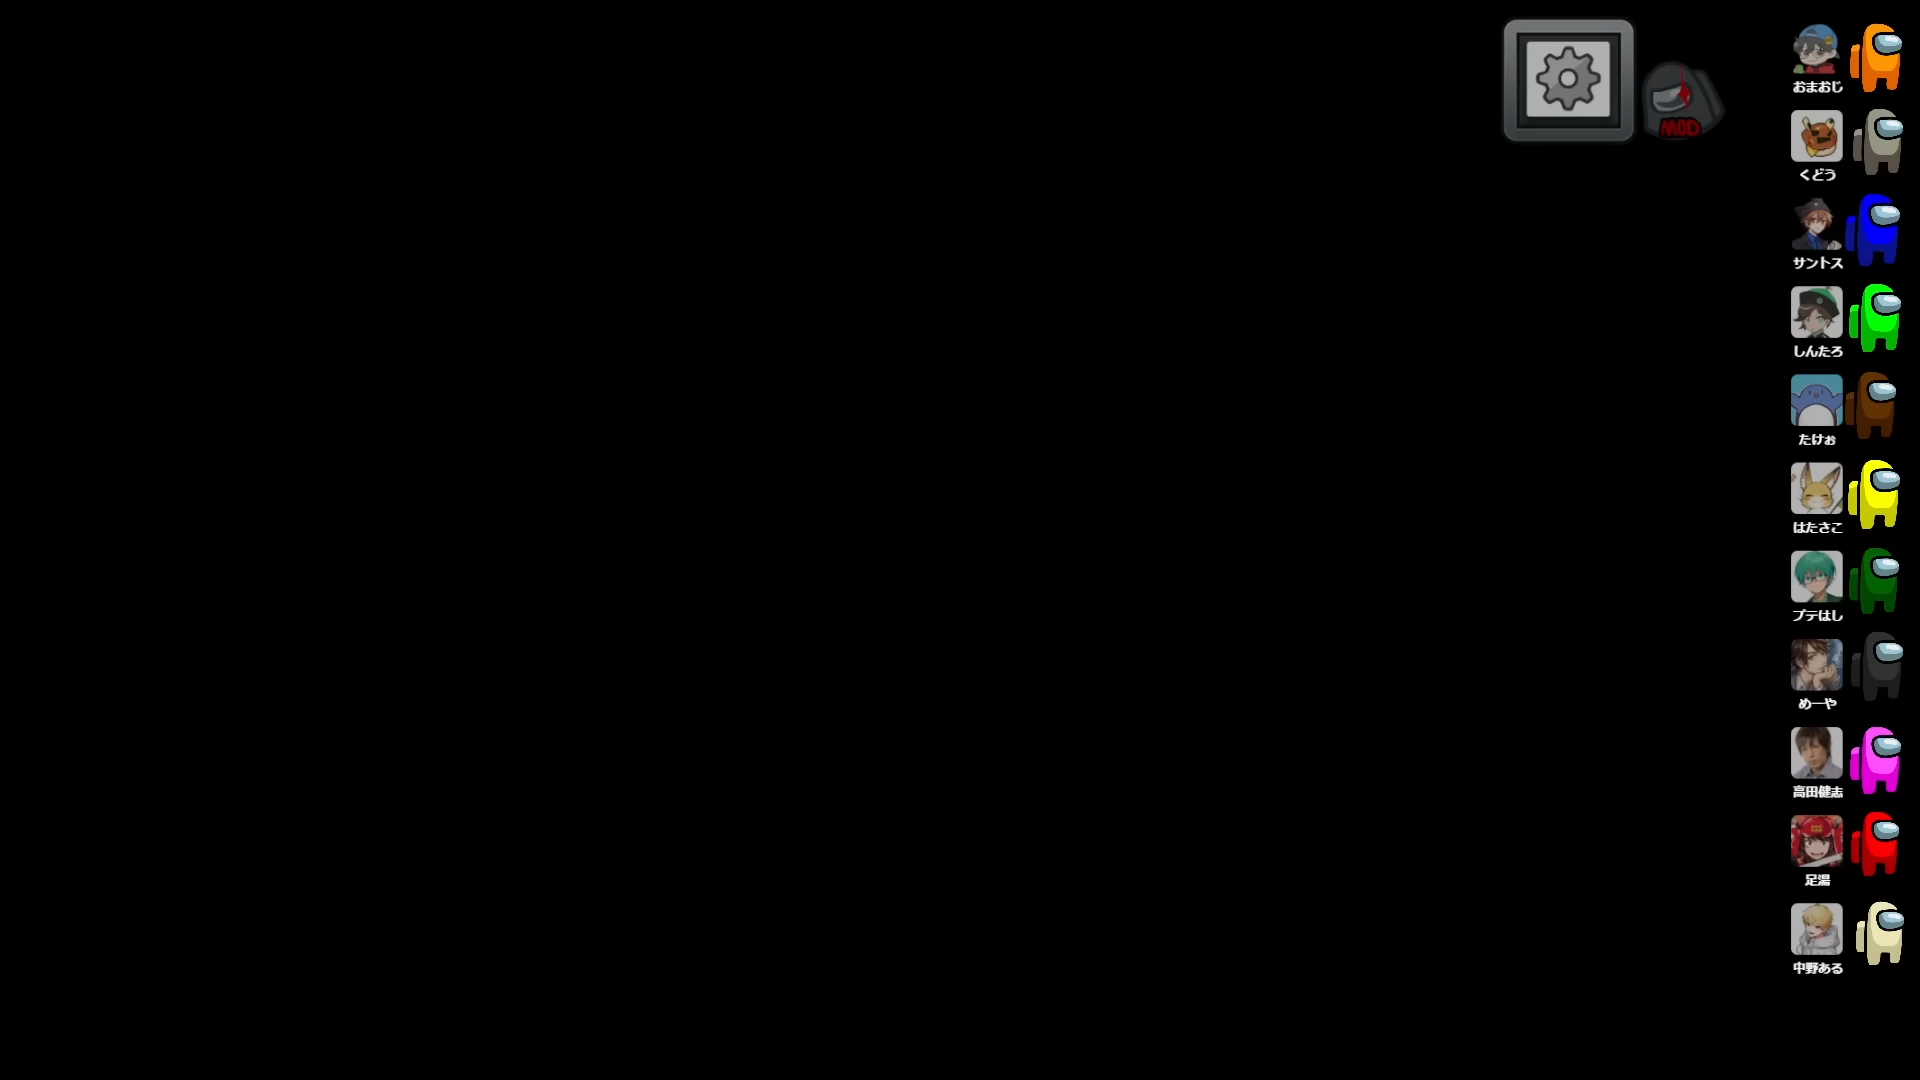 MOD
おまおじ
くどう
サントス
しんたろ
たけぉ
はたさこ
プテはし
めーや
高田健志
足湯
中野ある